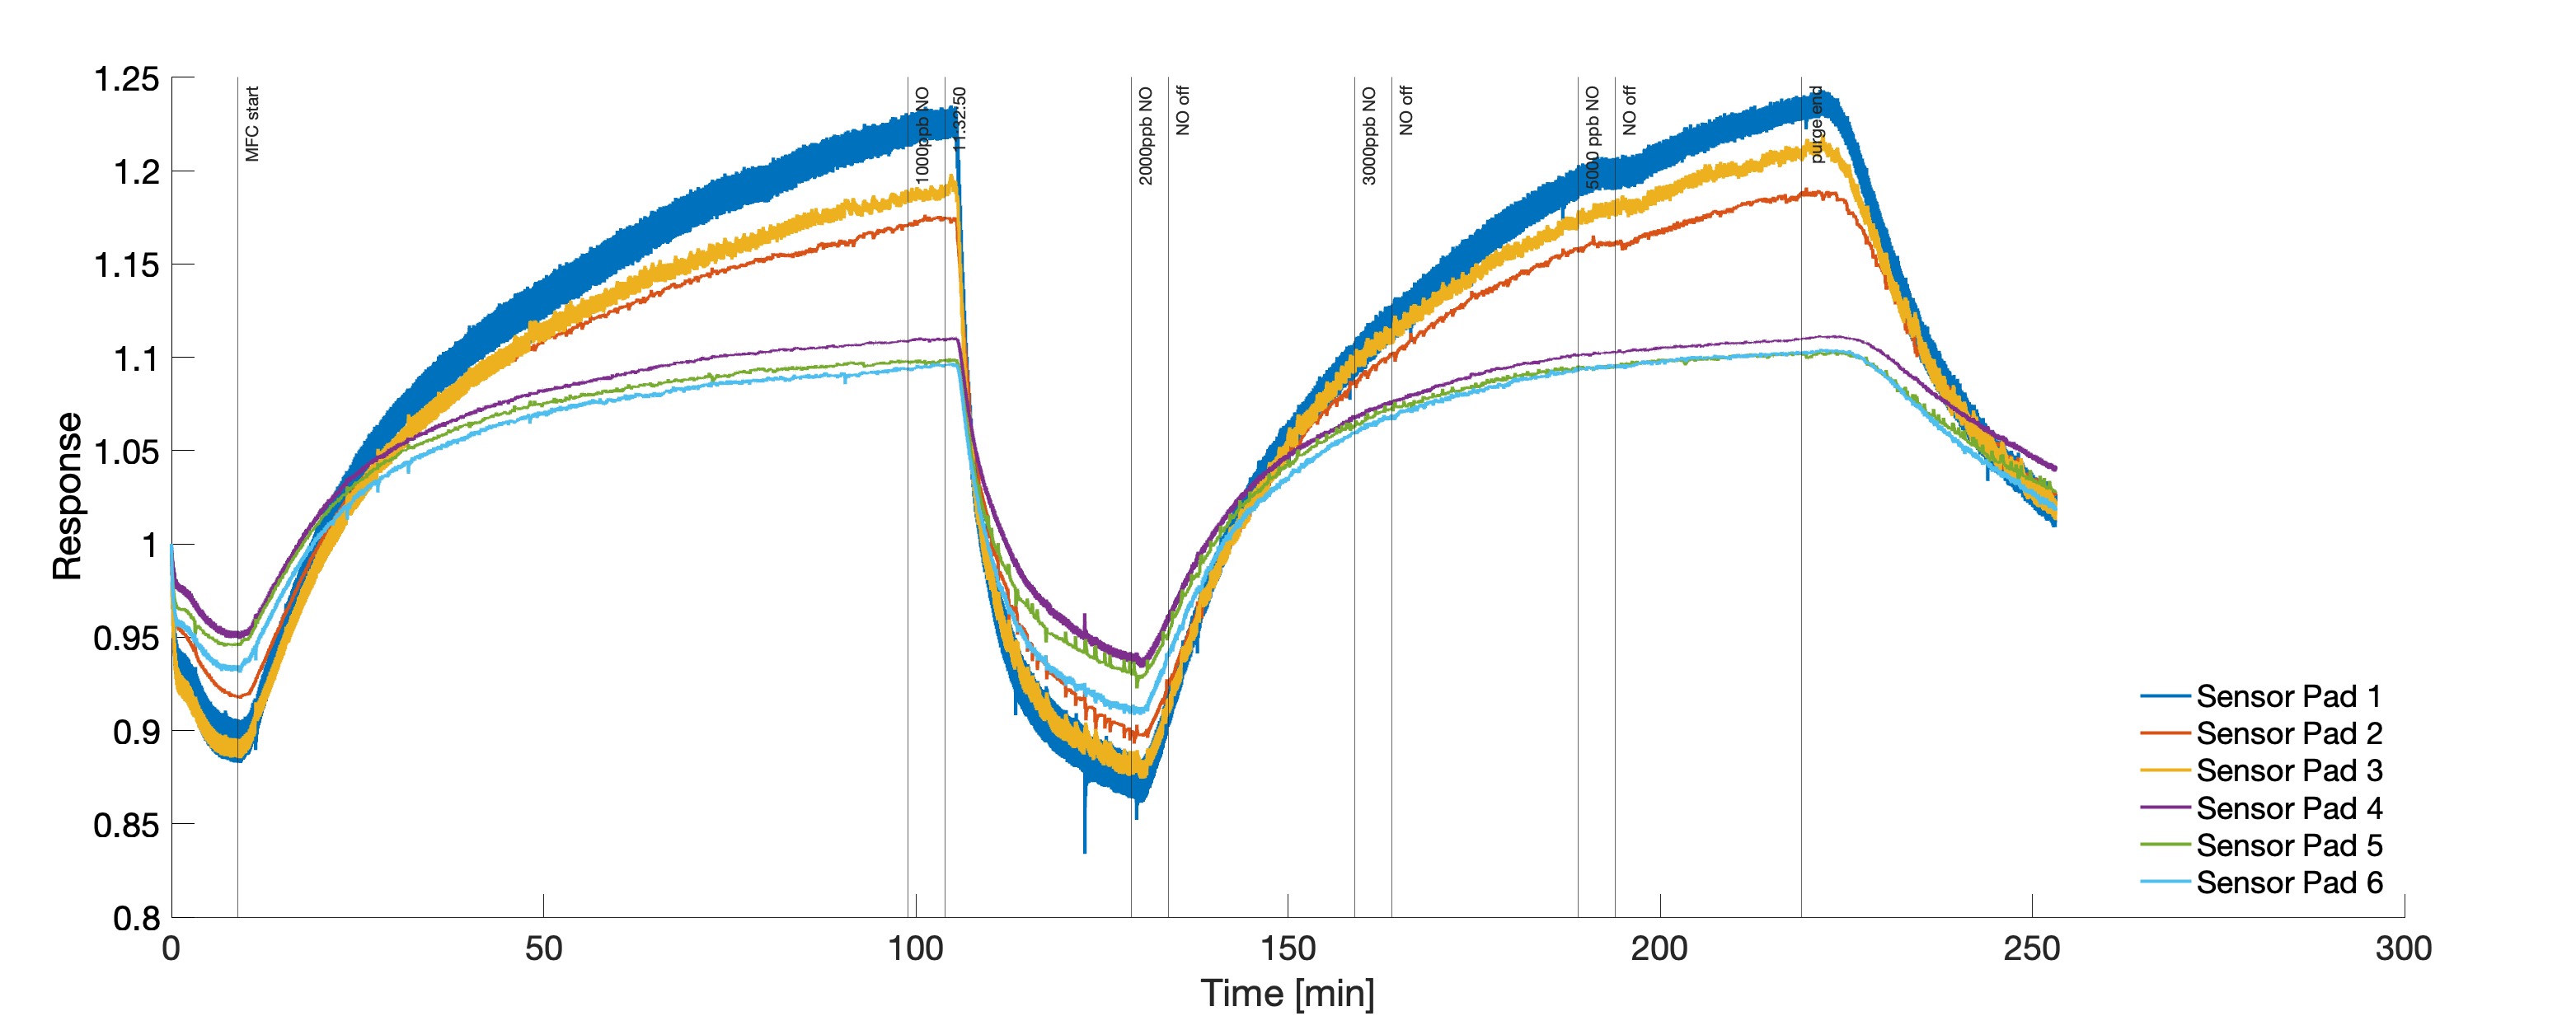 1.25
1.2
1.15
1.1
1.05
1
0.95
0.9
0.85
0.8
Response
MFC start
1000ppb NO
11:32:50
2000ppb NO
NO off
3000ppb NO
NO off
5000 ppb NO
NO off
purge end
Sensor Pad 1
Sensor Pad 2
Sensor Pad 3
Sensor Pad 4
Sensor Pad 5
Sensor Pad 6
0 50 100 150 200 250 300
Time [min]